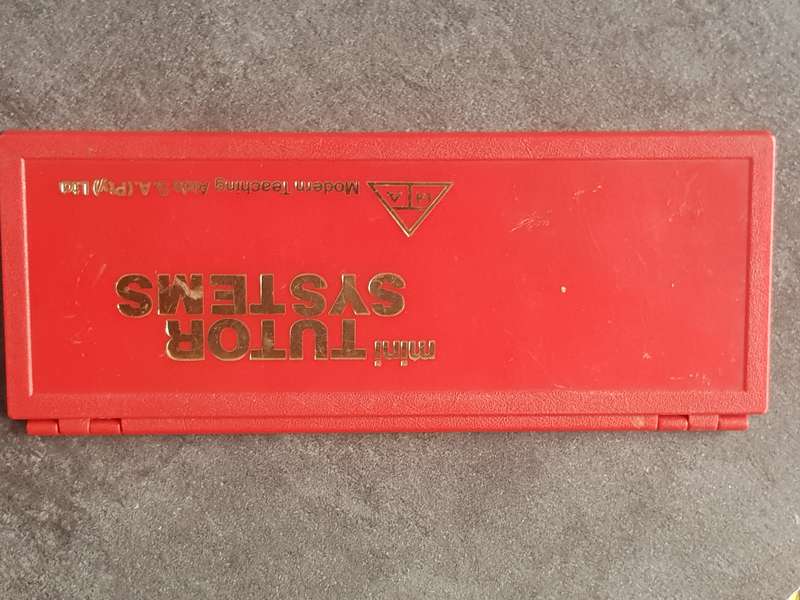 mini TUTOR
SYSTEMS
Modern Teaching Aids S.A. (Pty) Ltd